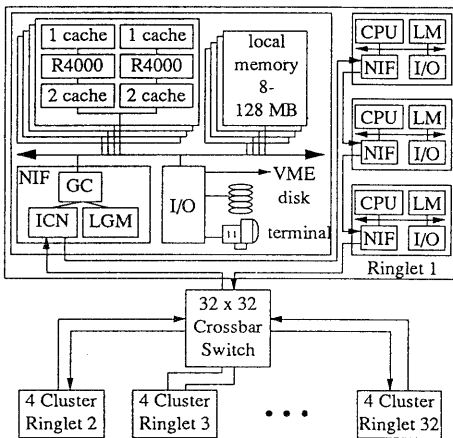 1 cache 1 cache
R4000 R4000
2 cache 2 cache
local
memory
8-
128 MB
CPU LM
NIF I/O
CPU LM
NIF I/O
CPU LM
NIF I/O
Ringlet 1
NIF
GC
ICN LGM
I/O
VME
disk
terminal
32 x 32
Crossbar
Switch
4 Cluster
Ringlet 2
4 Cluster
Ringlet 3
4 Cluster
Ringlet 32